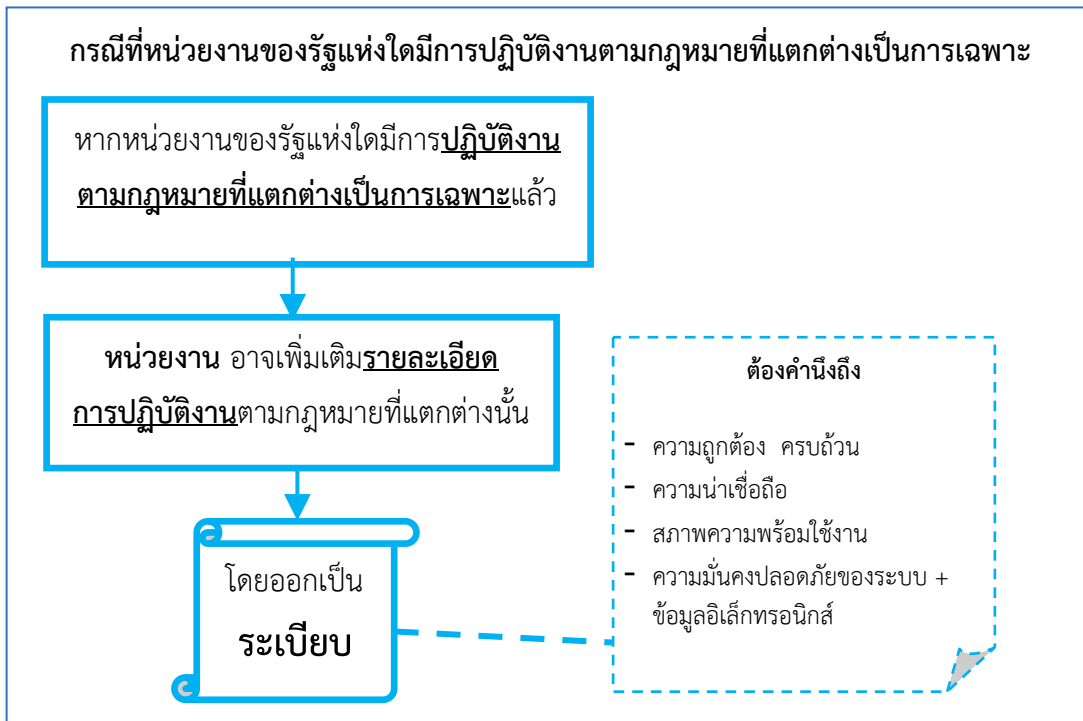 กรณีที่หน่วยงานของรัฐแห่งใดมีการปฏิบัติงานตามกฎหมายที่แตกต่างเป็นการเฉพาะ
หากหน่วยงานของรัฐแห่งใดมีการปฏิบัติงาน
ตามกฎหมายที่แตกต่างเป็นการเฉพาะแล้ว
หน่วยงาน อาจเพิ่มเติมรายละเอียด
การปฏิบัติงานตามกฎหมายที่แตกต่างนั้น
โดยออกเป็น
ระเบียบ
ต้องคำนึงถึง
- ความถูกต้อง ครบถ้วน
- ความน่าเชื่อถือ
- สภาพความพร้อมใช้งาน
- ความมั่นคงปลอดภัยของระบบ +
ข้อมูลอิเล็กทรอนิกส์